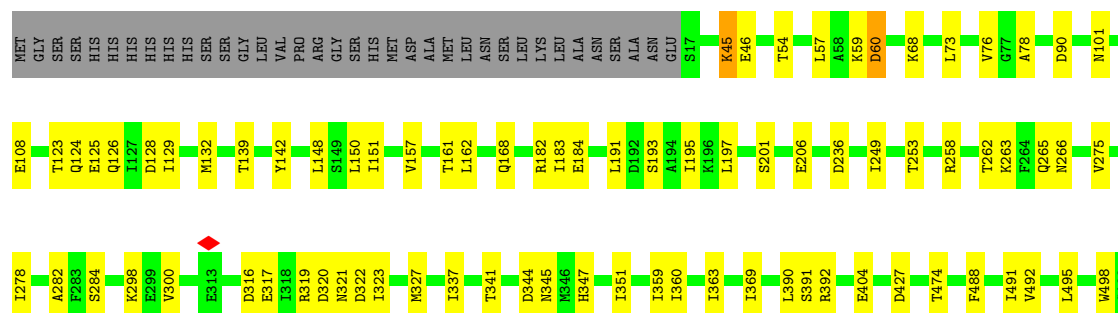 MET GLY SER SER HIS HIS HIS HIS HIS HIS SER SER GLY LEU VAL PRO ARG GLY SER HIS MET ASP ALA MET LEU ASN SER LEU LYS LEU ALA ASN SER ALA ASN GLU S17 K45 E46 T54 L57 A58 K59 D60 K68 L73 V76 G77 A78 D90 N101
E108 T123 Q124 E125 Q126 I127 D128 I129 M132 T139 Y142 L148 S149 L150 I151 V157 T161 L162 Q168 R182 I183 E184 L191 D192 S193 A194 I195 K196 L197 S201 E206 D236 I249 T253 R258 T262 K263 F264 Q265 N266 V275
I278 A282 F283 S284 K298 E299 V300 E313 D316 E317 I318 R319 D320 N321 D322 I323 M327 I337 T341 D344 N345 M346 H347 I351 I359 I360 I363 I369 L390 S391 R392 E404 D427 T474 F488 I491 V492 L495 W498